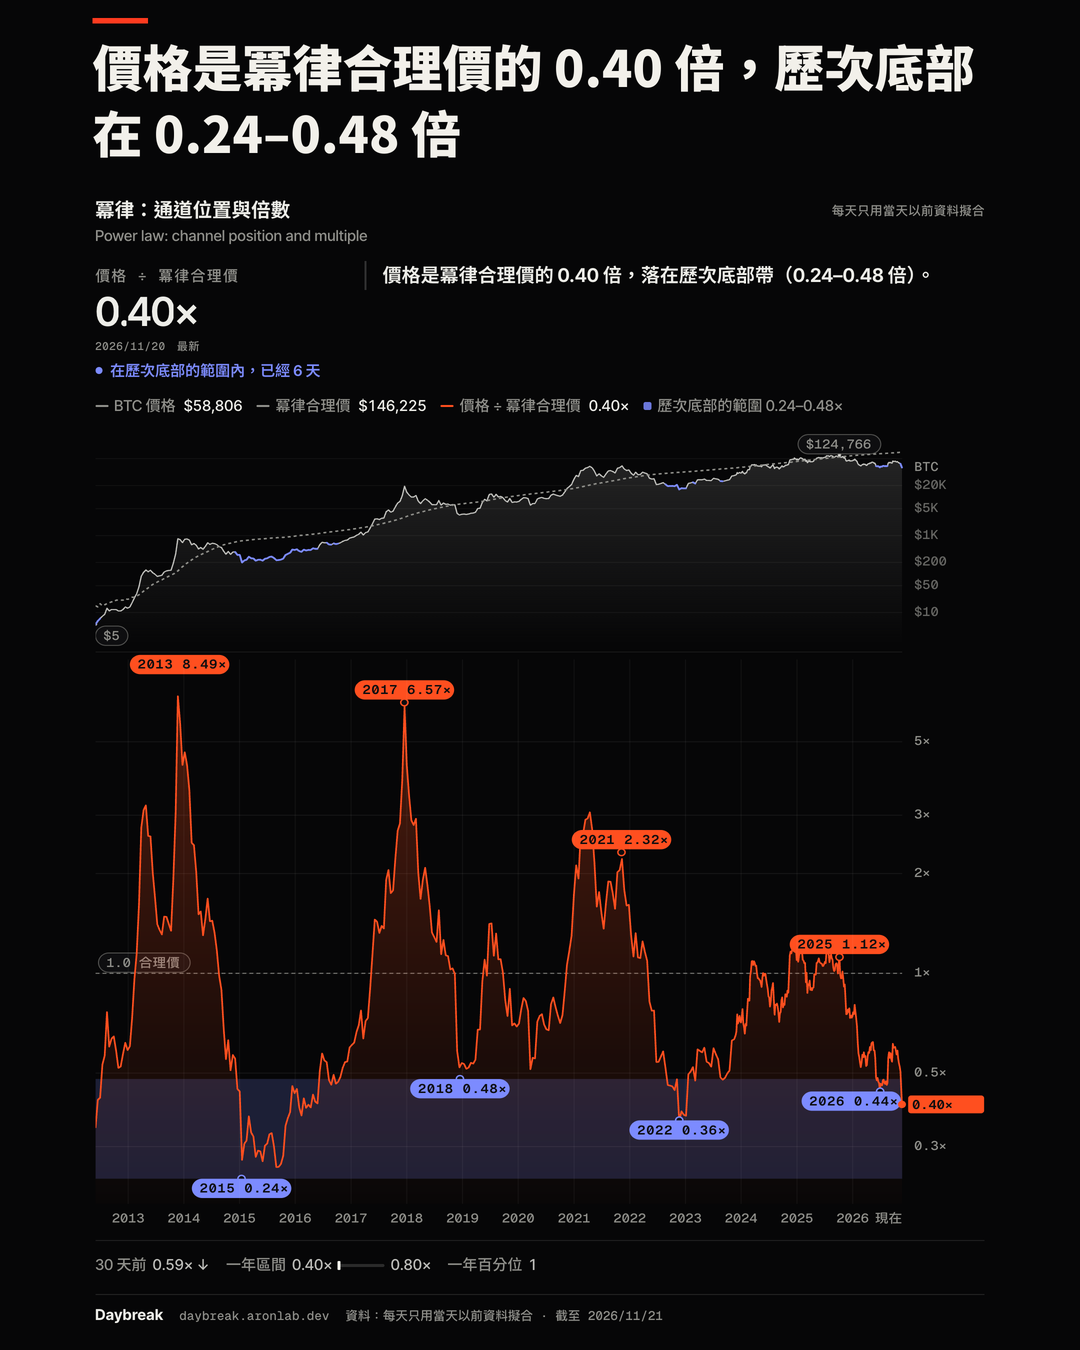 價格是冪律合理價的 0.40 倍，歷次底部
在 0.24–0.48 倍
冪律：通道位置與倍數
每天只用當天以前資料擬合
Power law: channel position and multiple
價格 ÷ 冪律合理價
價格是冪律合理價的 0.40 倍，落在歷次底部帶（0.24–0.48 倍）。
0.40×
2026/11/20 最新
在歷次底部的範圍內，已經 6 天
BTC 價格 $58,806 冪律合理價 $146,225 價格 ÷ 冪律合理價 0.40× 歷次底部的範圍 0.24–0.48×
$124,766
BTC
$20K
$5K
$1K
$200
$50
$10
$5
2013 8.49×
2017 6.57×
5×
3×
2021 2.32×
2×
2025 1.12×
1.0 合理價
1×
0.5×
2018 0.48×
2026 0.44×
0.40×
2022 0.36×
0.3×
2015 0.24×
2013 2014 2015 2016 2017 2018 2019 2020 2021 2022 2023 2024 2025 2026 現在
30 天前 0.59× ↓ 一年區間 0.40× 0.80× 一年百分位 1
Daybreak daybreak.aronlab.dev 資料：每天只用當天以前資料擬合 · 截至 2026/11/21